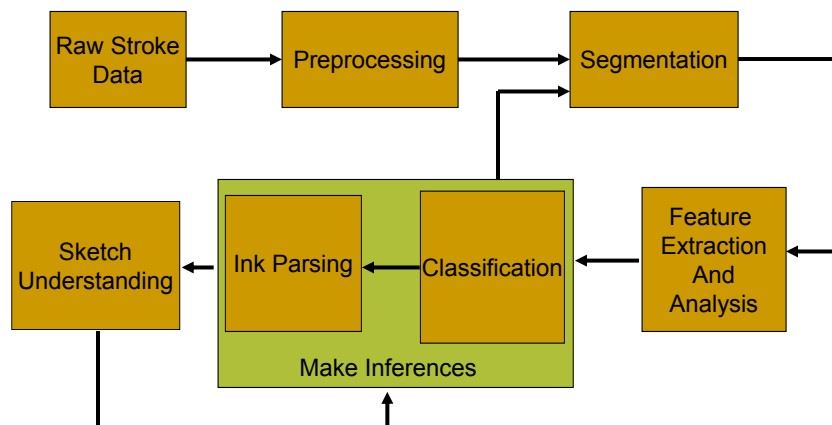 Raw Stroke
Data
Preprocessing
Segmentation
Sketch
Understanding
Ink Parsing
Classification
Feature
Extraction
And
Analysis
Make Inferences